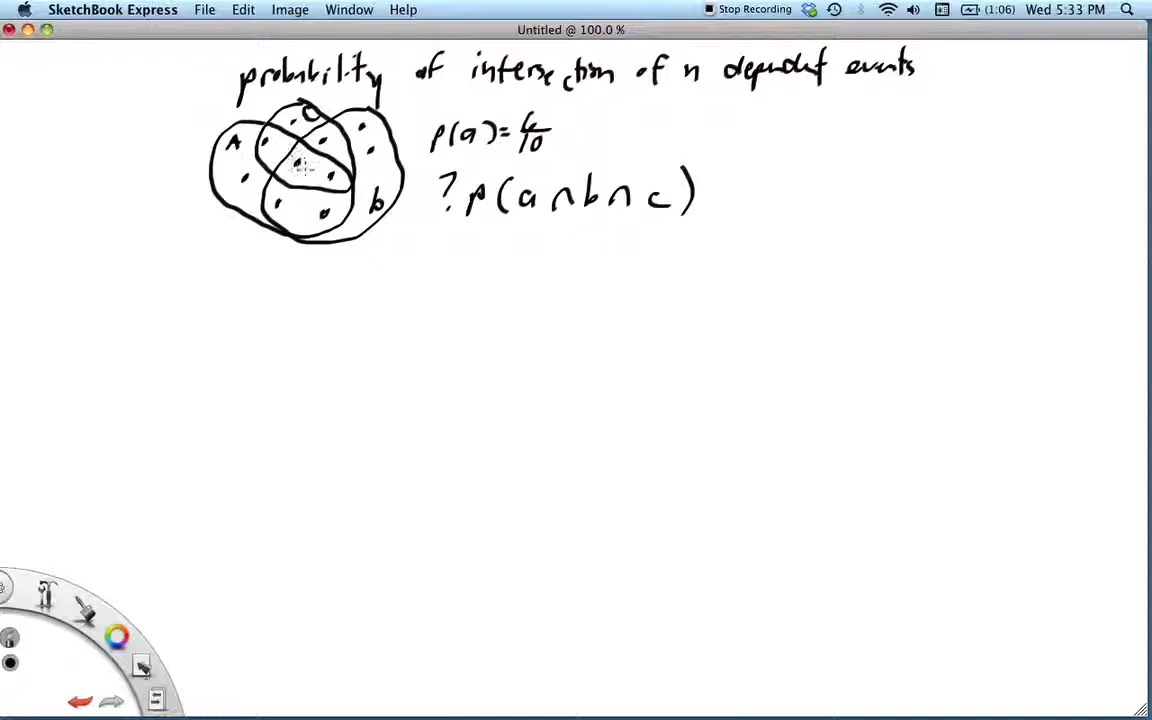 SketchBook Express File Edit Image Window Help Stop Recording (1:06) Wed 5:33 PM
Untitled @ 100.0 %
probability of intersection of n dependent events
A C b
p(a)=6/10
? p(a∩b∩c)